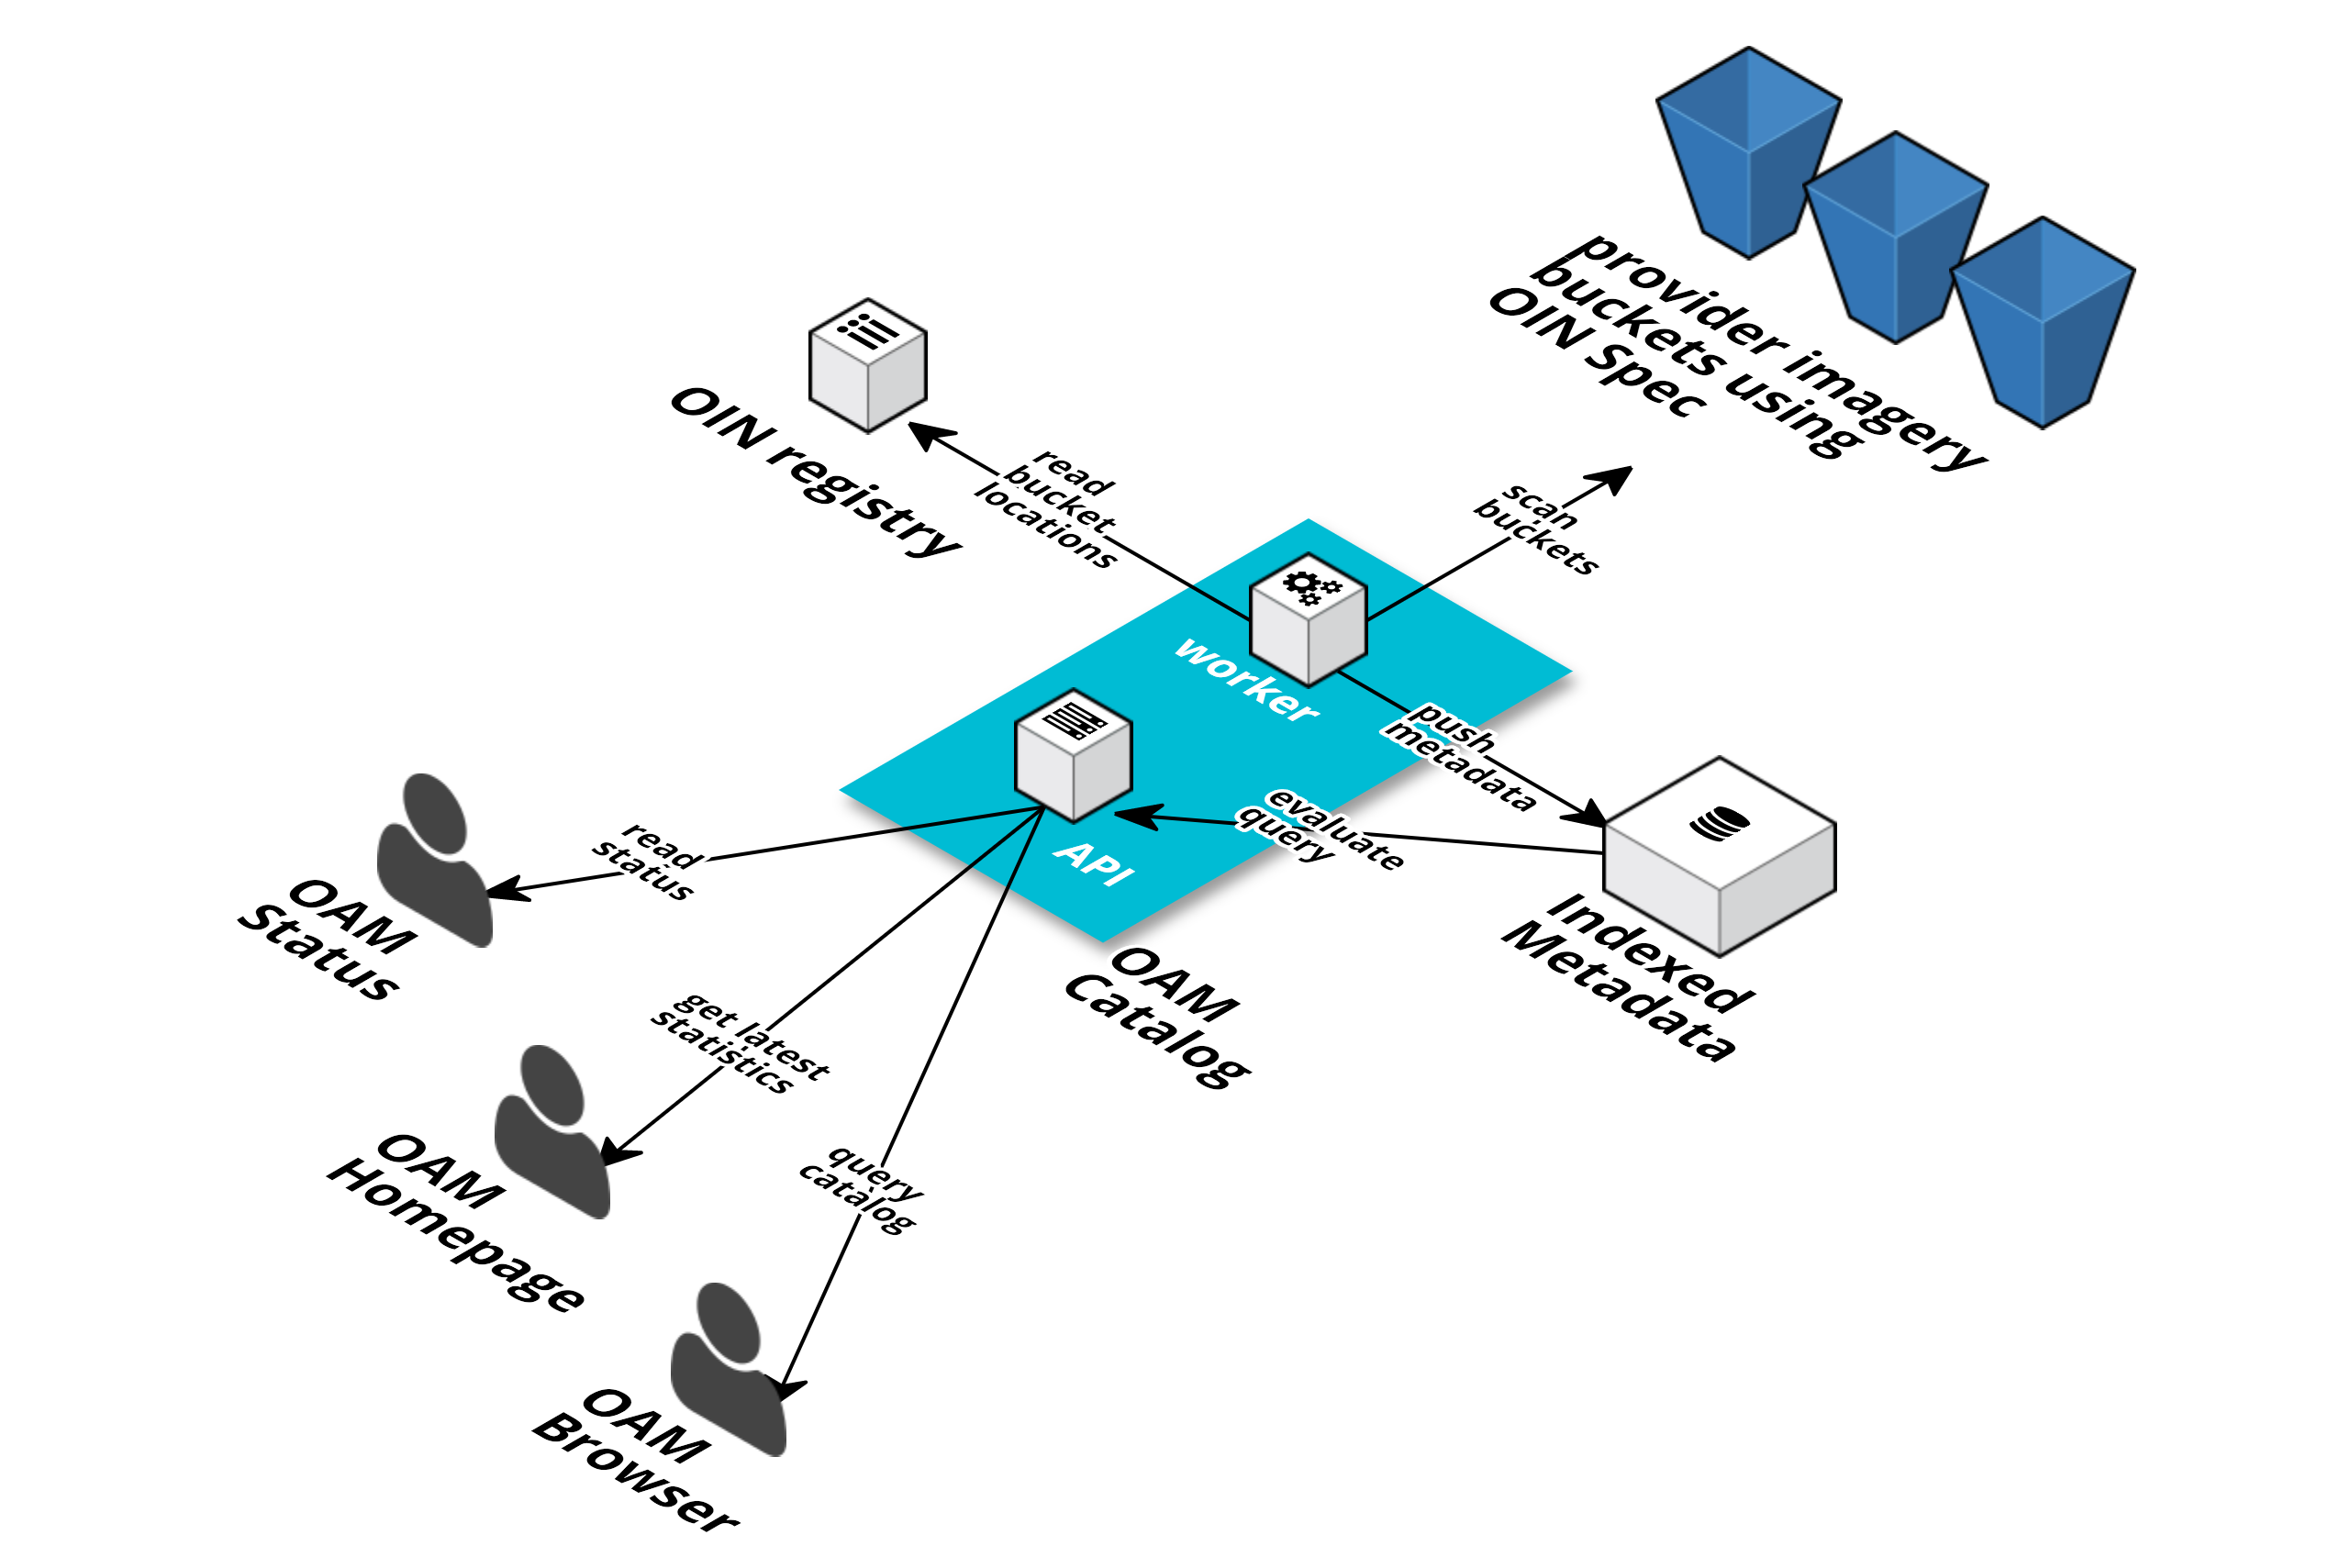 provider imagery
buckets using
OIN Spec
OIN registry
read
bucket
locations
scan
buckets
worker
push
metadata
evaluate
query
API
read
status
OAM
Status
Indexed
Metadata
OAM
Catalog
get latest
statistics
OAM
Homepage
query
catalog
OAM
Browser